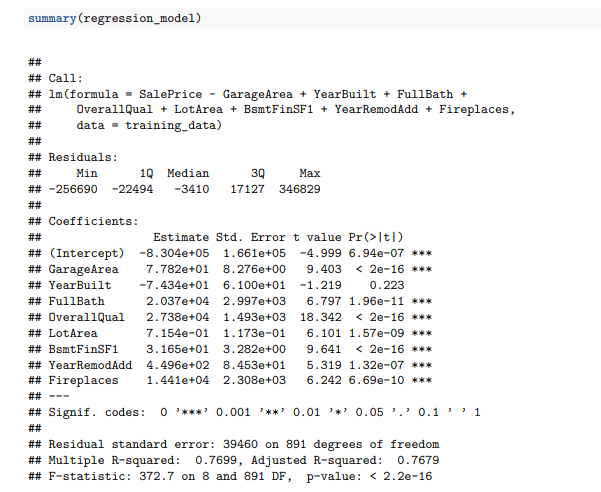 summary(regression_model)
##
## Call:
## lm(formula = SalePrice ~ GarageArea + YearBuilt + FullBath +
##     OverallQual + LotArea + BsmtFinSF1 + YearRemodAdd + Fireplaces,
##     data = training_data)
##
## Residuals:
##     Min      1Q  Median      3Q     Max
## -256690  -22494   -3410   17127  346829
##
## Coefficients:
##                Estimate Std. Error t value Pr(>|t|)
## (Intercept)  -8.304e+05  1.661e+05  -4.999 6.94e-07 ***
## GarageArea    7.782e+01  8.276e+00   9.403  < 2e-16 ***
## YearBuilt    -7.434e+01  6.100e+01  -1.219    0.223
## FullBath      2.037e+04  2.997e+03   6.797 1.96e-11 ***
## OverallQual   2.738e+04  1.493e+03  18.342  < 2e-16 ***
## LotArea       7.154e-01  1.173e-01   6.101 1.57e-09 ***
## BsmtFinSF1    3.165e+01  3.282e+00   9.641  < 2e-16 ***
## YearRemodAdd  4.496e+02  8.453e+01   5.319 1.32e-07 ***
## Fireplaces    1.441e+04  2.308e+03   6.242 6.69e-10 ***
## ---
## Signif. codes:  0 '***' 0.001 '**' 0.01 '*' 0.05 '.' 0.1 ' ' 1
##
## Residual standard error: 39460 on 891 degrees of freedom
## Multiple R-squared:  0.7699, Adjusted R-squared:  0.7679
## F-statistic: 372.7 on 8 and 891 DF,  p-value: < 2.2e-16